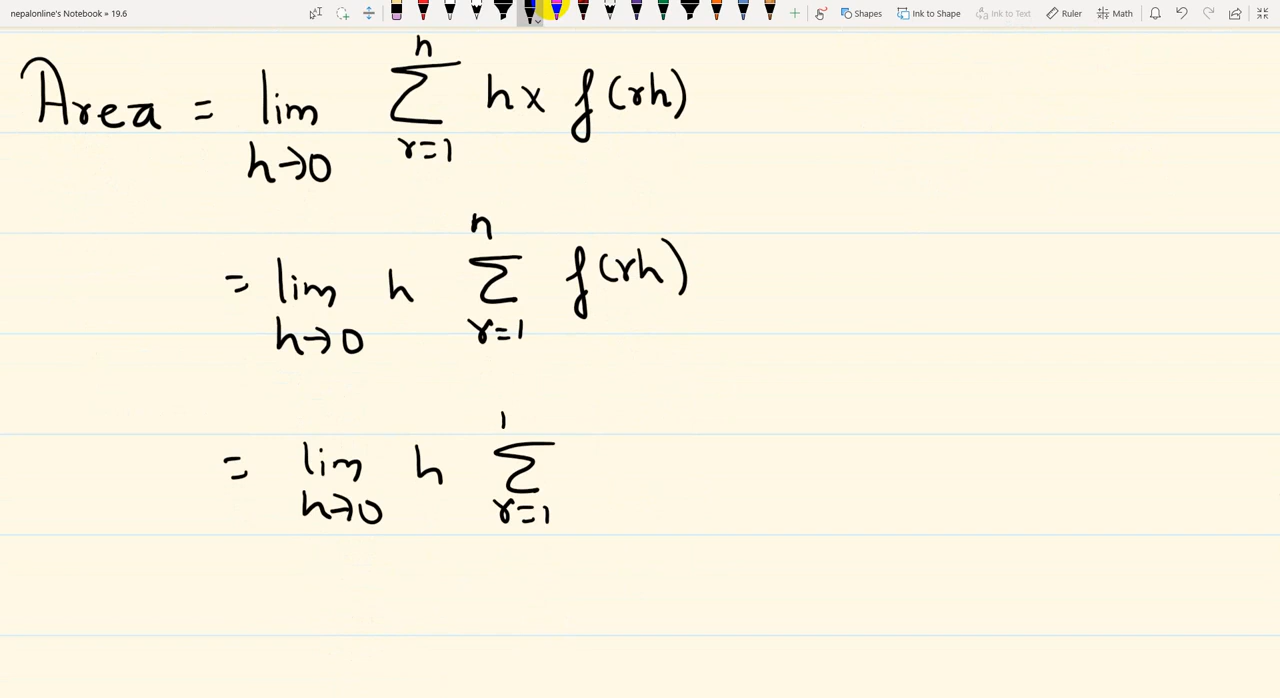 nepalonline's Notebook » 19.6
Shapes Ink to Shape Ink to Text Ruler Math
Area = lim h→0 n Σ r=1 h x f(rh)
= lim h→0 h n Σ r=1 f(rh)
= lim h→0 h Σ r=1